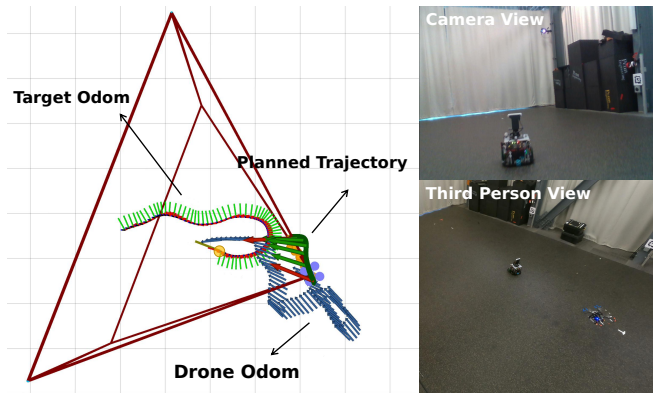 Target Odom
Planned Trajectory
Drone Odom
Camera View
Third Person View